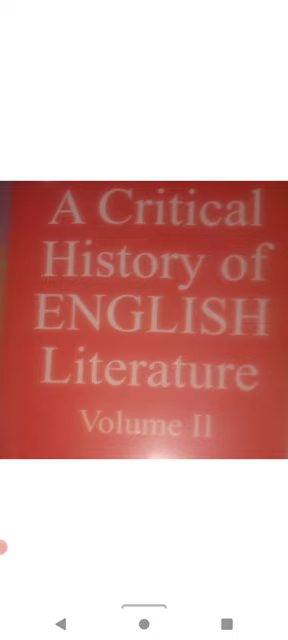 A Critical
History of
ENGLISH
Literature
Volume II